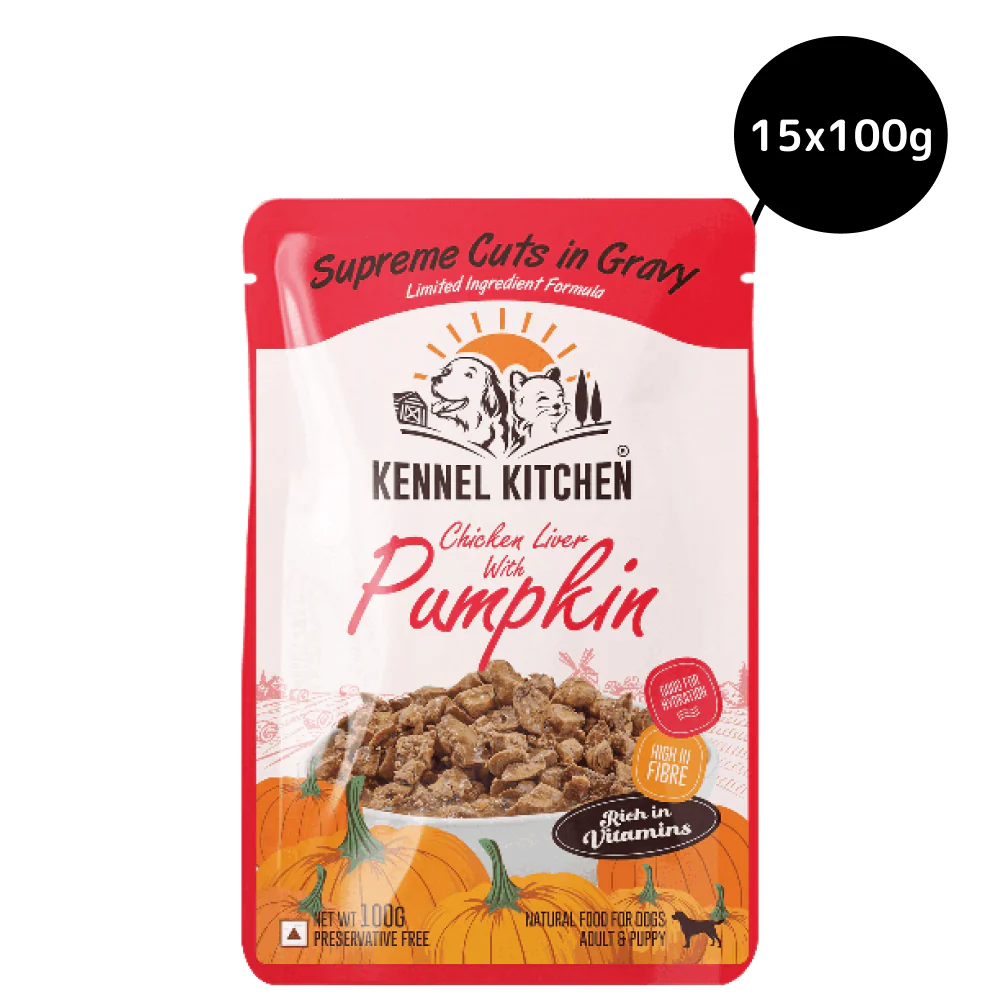 15x100g
Supreme Cuts in Gravy
Limited Ingredient Formula
®
KENNEL KITCHEN
Chicken Liver
With
Pumpkin
GOOD FOR
HYDRATION
HIGH IN
FIBRE
Rich in
Vitamins
NET WT 100G
PRESERVATIVE FREE
NATURAL FOOD FOR DOGS
ADULT & PUPPY